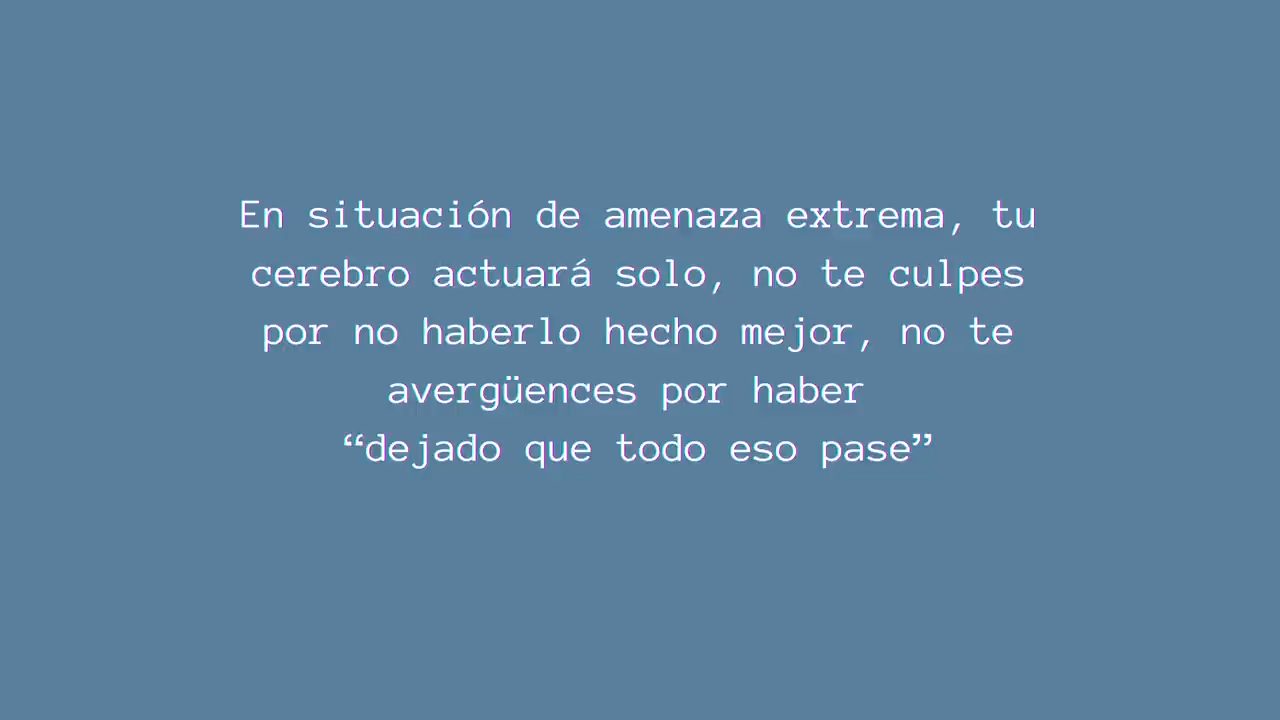 En situación de amenaza extrema, tu
cerebro actuará solo, no te culpes
por no haberlo hecho mejor, no te
avergüences por haber
“dejado que todo eso pase”